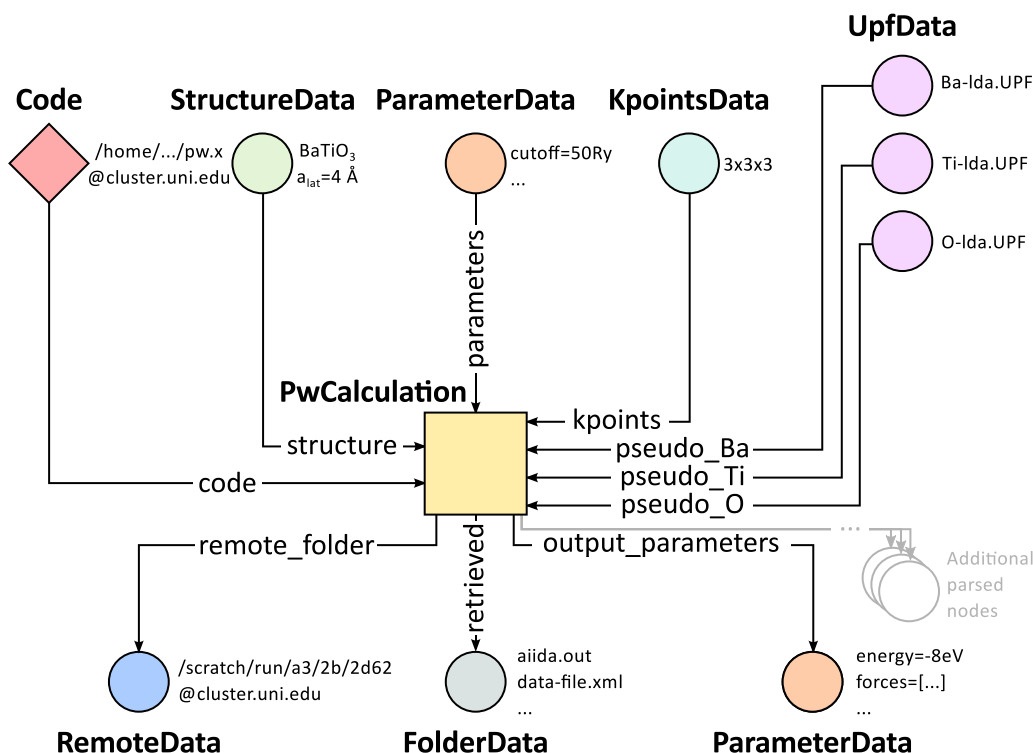 UpfData
Ba-lda.UPF
Ti-lda.UPF
O-lda.UPF
Code
/home/.../pw.x
@cluster.uni.edu
StructureData
BaTiO₃
aₗₐₜ=4 Å
ParameterData
cutoff=50Ry
...
KpointsData
3x3x3
parameters
PwCalculation
kpoints
structure
pseudo_Ba
pseudo_Ti
code
pseudo_O
remote_folder
retrieved
output_parameters
...
Additional
parsed
nodes
/scratch/run/a3/2b/2d62
@cluster.uni.edu
RemoteData
aiida.out
data-file.xml
...
FolderData
energy=-8eV
forces=[...]
...
ParameterData